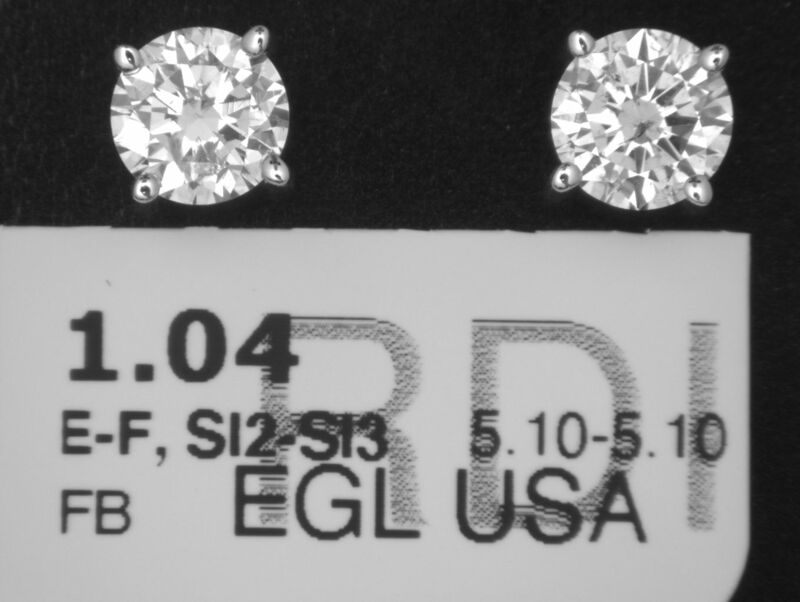 1.04
RDI
E-F, SI2-SI3 5.10-5.10
FB EGL USA